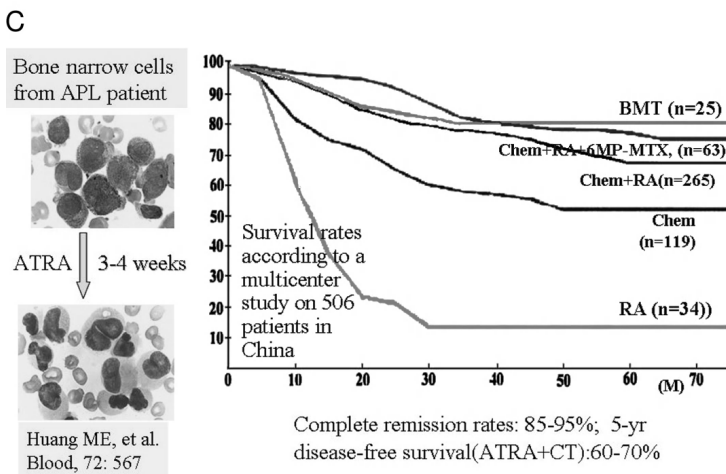 C
Bone narrow cells
from APL patient
ATRA 3-4 weeks
Huang ME, et al.
Blood, 72: 567
100
90
80
70
60
50
40
30
20
10
0 10 20 30 40 50 60 70
(M)
BMT (n=25)
Chem+RA+6MP-MTX, (n=63)
Chem+RA(n=265)
Chem
(n=119)
RA (n=34))
Survival rates
according to a
multicenter
study on 506
patients in
China
Complete remission rates: 85-95%; 5-yr
disease-free survival(ATRA+CT):60-70%